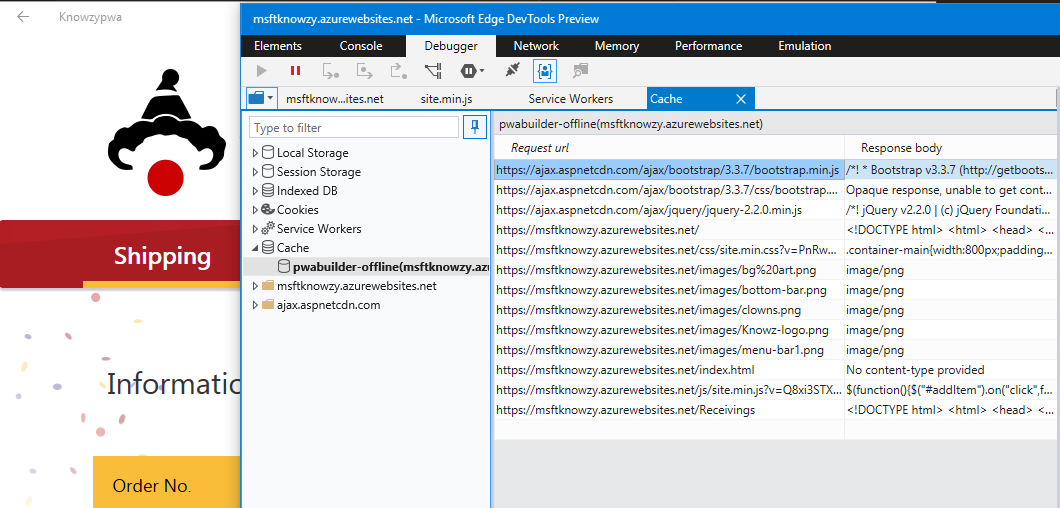 Knowzypwa
Shipping
Informatic
Order No.
msftknowzy.azurewebsites.net - Microsoft Edge DevTools Preview
Elements Console Debugger Network Memory Performance Emulation
msftknow...ites.net site.min.js Service Workers Cache
Type to filter
Local Storage
Session Storage
Indexed DB
Cookies
Service Workers
Cache
pwabuilder-offline(msftknowzy.azu
msftknowzy.azurewebsites.net
ajax.aspnetcdn.com
pwabuilder-offline(msftknowzy.azurewebsites.net)
Request url Response body
https://ajax.aspnetcdn.com/ajax/bootstrap/3.3.7/bootstrap.min.js /*! * Bootstrap v3.3.7 (http://getboots...
https://ajax.aspnetcdn.com/ajax/bootstrap/3.3.7/css/bootstrap.... Opaque response, unable to get cont...
https://ajax.aspnetcdn.com/ajax/jquery/jquery-2.2.0.min.js /*! jQuery v2.2.0 | (c) jQuery Foundati...
https://msftknowzy.azurewebsites.net/ <!DOCTYPE html> <html> <head> <...
https://msftknowzy.azurewebsites.net/css/site.min.css?v=PnRw... .container-main{width:800px;padding...
https://msftknowzy.azurewebsites.net/images/bg%20art.png image/png
https://msftknowzy.azurewebsites.net/images/bottom-bar.png image/png
https://msftknowzy.azurewebsites.net/images/clowns.png image/png
https://msftknowzy.azurewebsites.net/images/Knowz-logo.png image/png
https://msftknowzy.azurewebsites.net/images/menu-bar1.png image/png
https://msftknowzy.azurewebsites.net/index.html No content-type provided
https://msftknowzy.azurewebsites.net/js/site.min.js?v=Q8xi3STX... $(function(){$("#addItem").on("click",f...
https://msftknowzy.azurewebsites.net/Receivings <!DOCTYPE html> <html> <head> <...